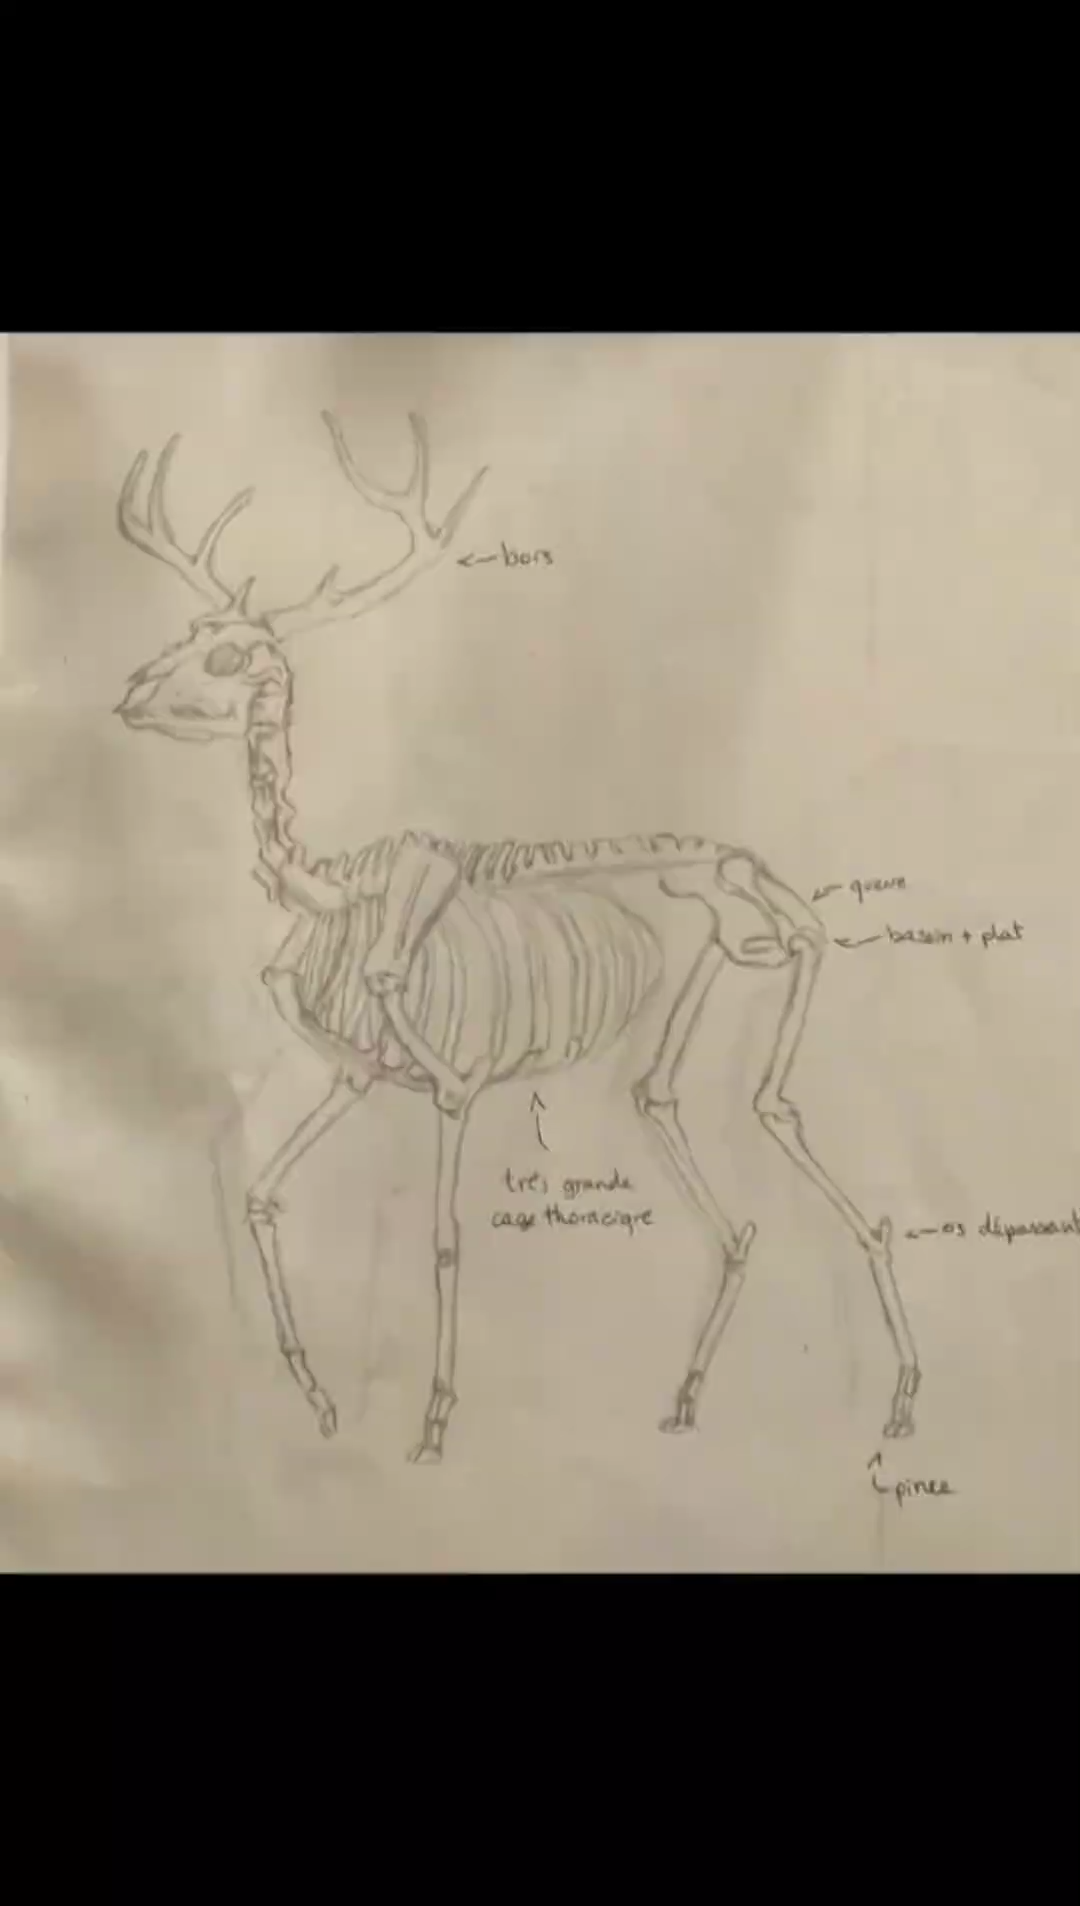 bois
queue
bassin + plat
très grande
cage thoracique
os dépassant
pince